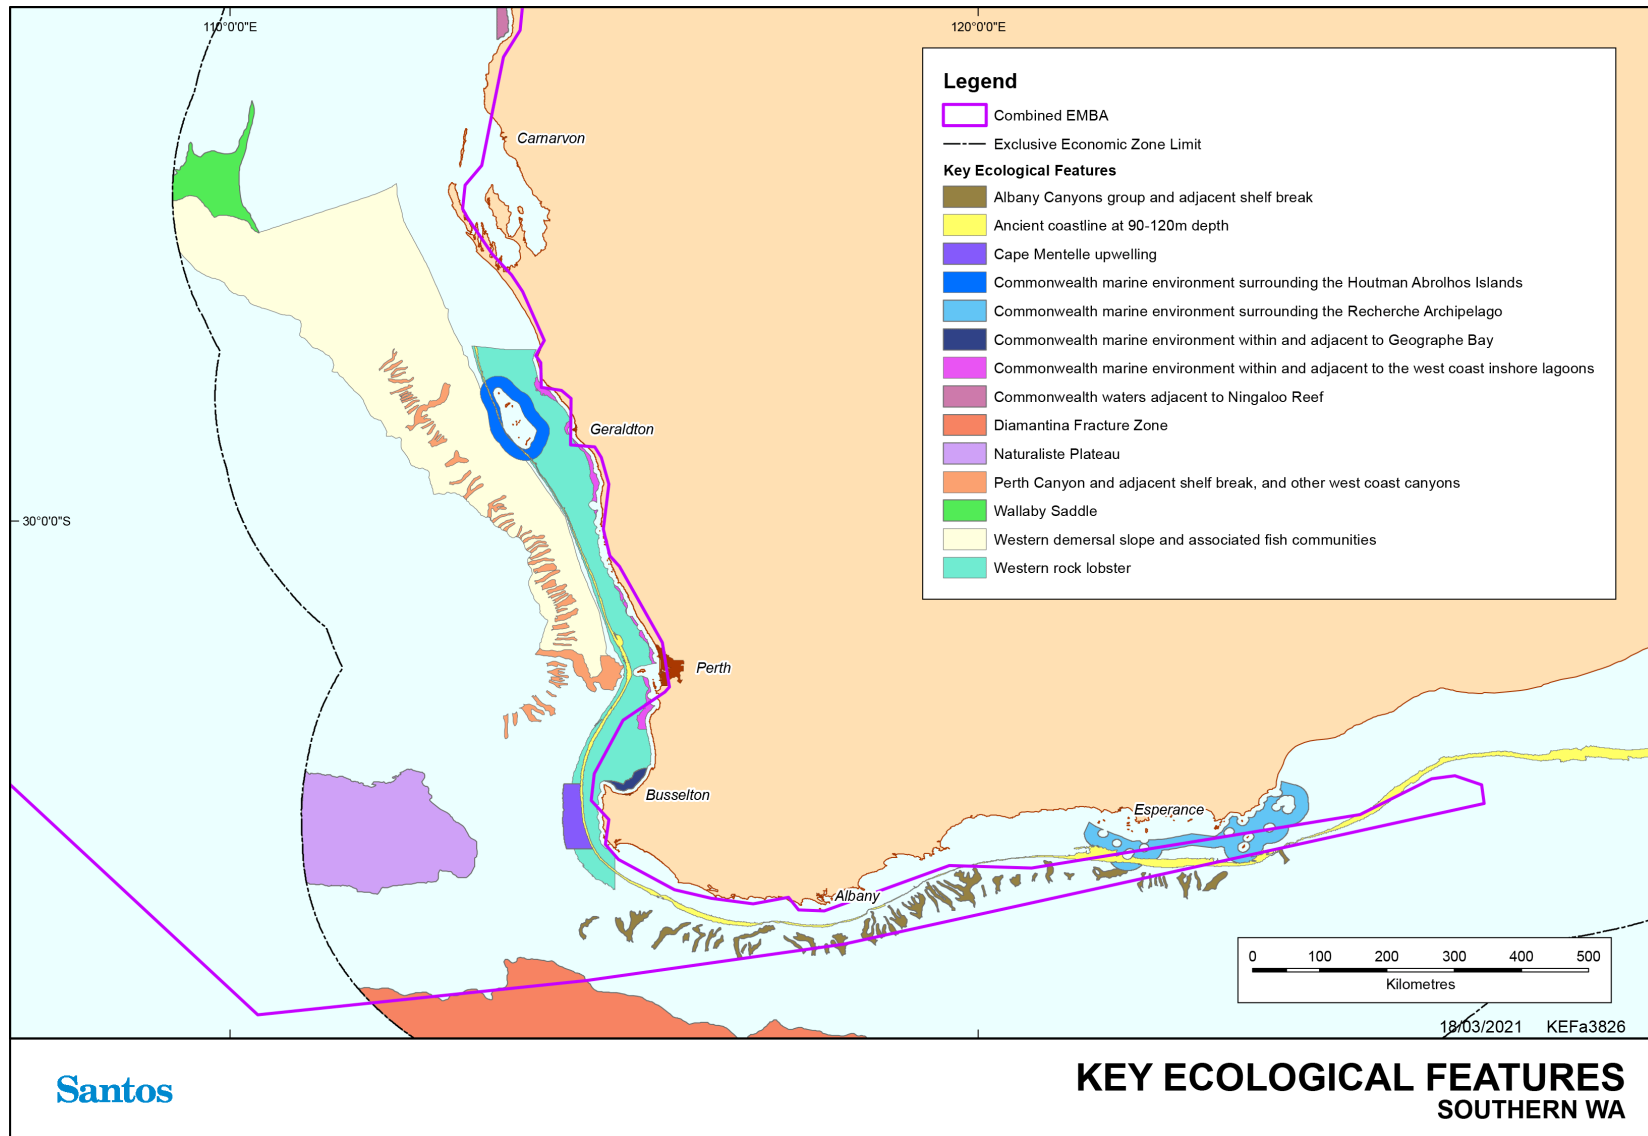 110°0'0"E
120°0'0"E
Carnarvon
Legend
Combined EMBA
Exclusive Economic Zone Limit
Key Ecological Features
Albany Canyons group and adjacent shelf break
Ancient coastline at 90-120m depth
Cape Mentelle upwelling
Commonwealth marine environment surrounding the Houtman Abrolhos Islands
Commonwealth marine environment surrounding the Recherche Archipelago
Commonwealth marine environment within and adjacent to Geographe Bay
Commonwealth marine environment within and adjacent to the west coast inshore lagoons
Commonwealth waters adjacent to Ningaloo Reef
Diamantina Fracture Zone
Naturaliste Plateau
Perth Canyon and adjacent shelf break, and other west coast canyons
Wallaby Saddle
Western demersal slope and associated fish communities
Western rock lobster
Geraldton
30°0'0"S
Perth
Busselton
Esperance
Albany
0 100 200 300 400 500
Kilometres
18/03/2021 KEFa3826
Santos
KEY ECOLOGICAL FEATURES
SOUTHERN WA